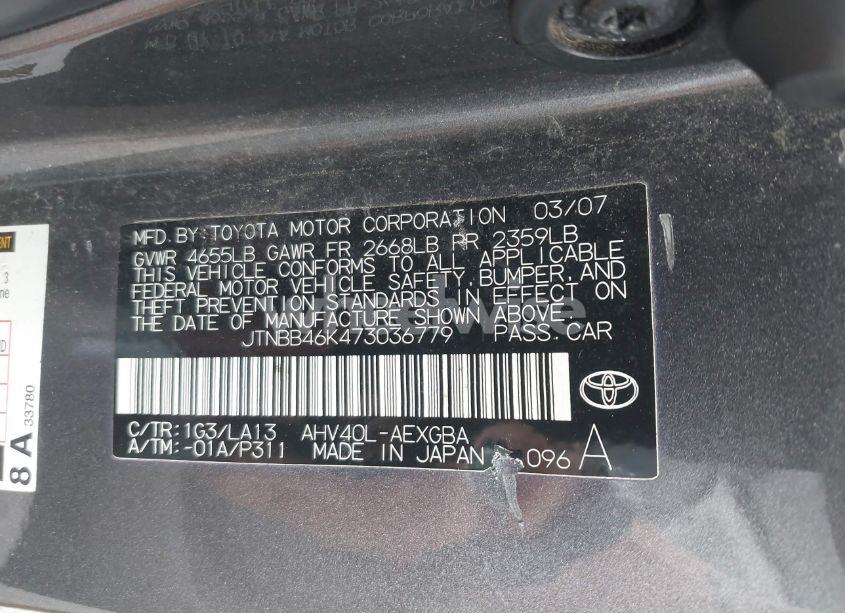 MFD. BY: TOYOTA MOTOR CORPORATION 03/07
GVWR 4655LB GAWR FR 2668LB RR 2359LB
THIS VEHICLE CONFORMS TO ALL APPLICABLE
FEDERAL MOTOR VEHICLE SAFETY, BUMPER, AND
THEFT PREVENTION STANDARDS IN EFFECT ON
THE DATE OF MANUFACTURE SHOWN ABOVE.
JTNBB46K473036779 PASS. CAR
C/TR: 1G3/LA13 AHV40L-AEXGBA
A/TM: -01A/P311 MADE IN JAPAN 096 A
8 A 33780